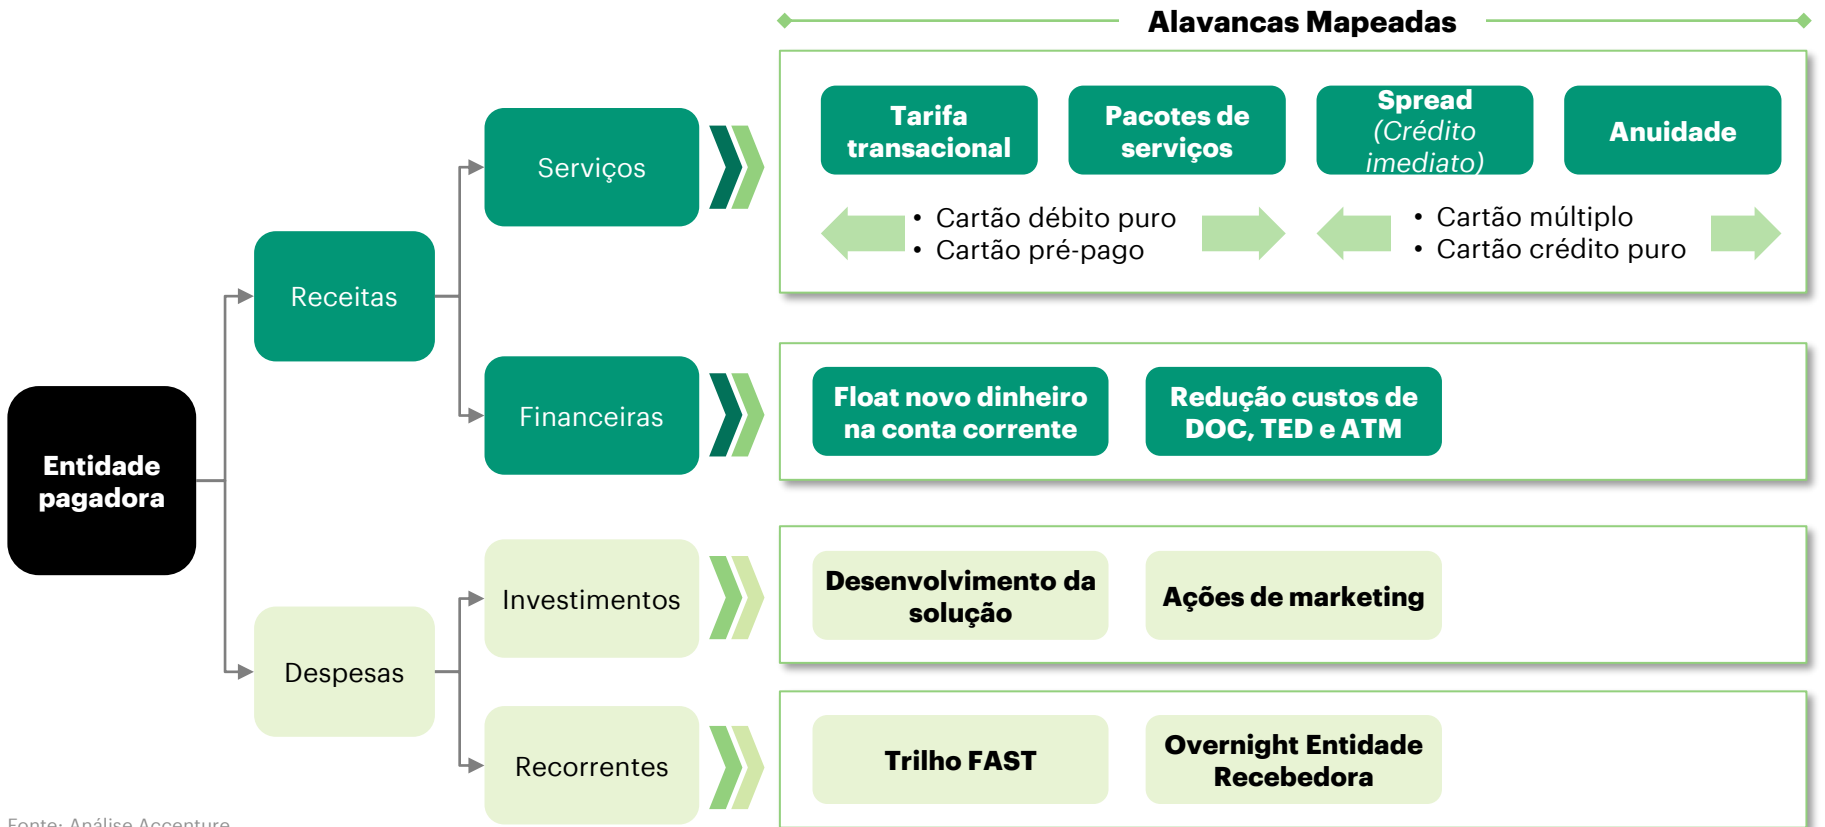 Alavancas Mapeadas
Entidade
pagadora
Receitas
Serviços
Tarifa
transacional
Pacotes de
serviços
Spread
(Crédito
imediato)
Anuidade
• Cartão débito puro
• Cartão pré-pago
• Cartão múltiplo
• Cartão crédito puro
Financeiras
Float novo dinheiro
na conta corrente
Redução custos de
DOC, TED e ATM
Despesas
Investimentos
Desenvolvimento da
solução
Ações de marketing
Recorrentes
Trilho FAST
Overnight Entidade
Recebedora
Fonte: Análise Accenture